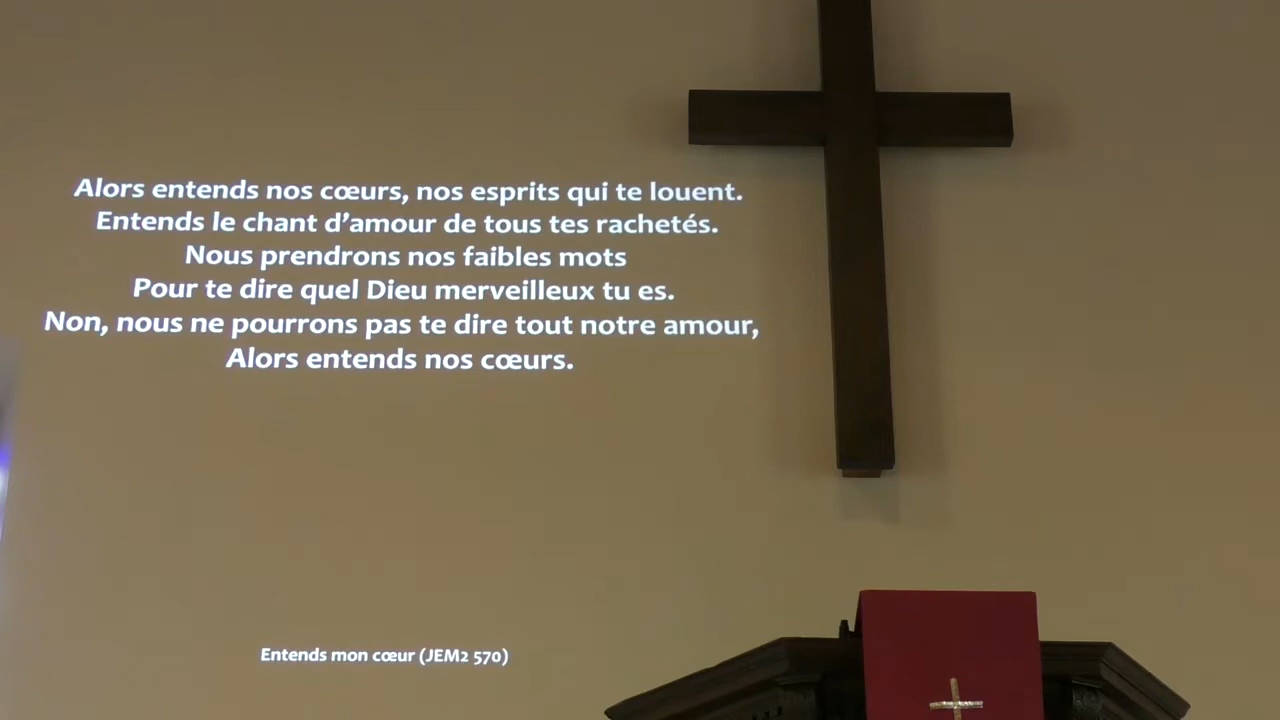 Alors entends nos cœurs, nos esprits qui te louent.
Entends le chant d’amour de tous tes rachetés.
Nous prendrons nos faibles mots
Pour te dire quel Dieu merveilleux tu es.
Non, nous ne pourrons pas te dire tout notre amour,
Alors entends nos cœurs.
Entends mon cœur (JEM2 570)